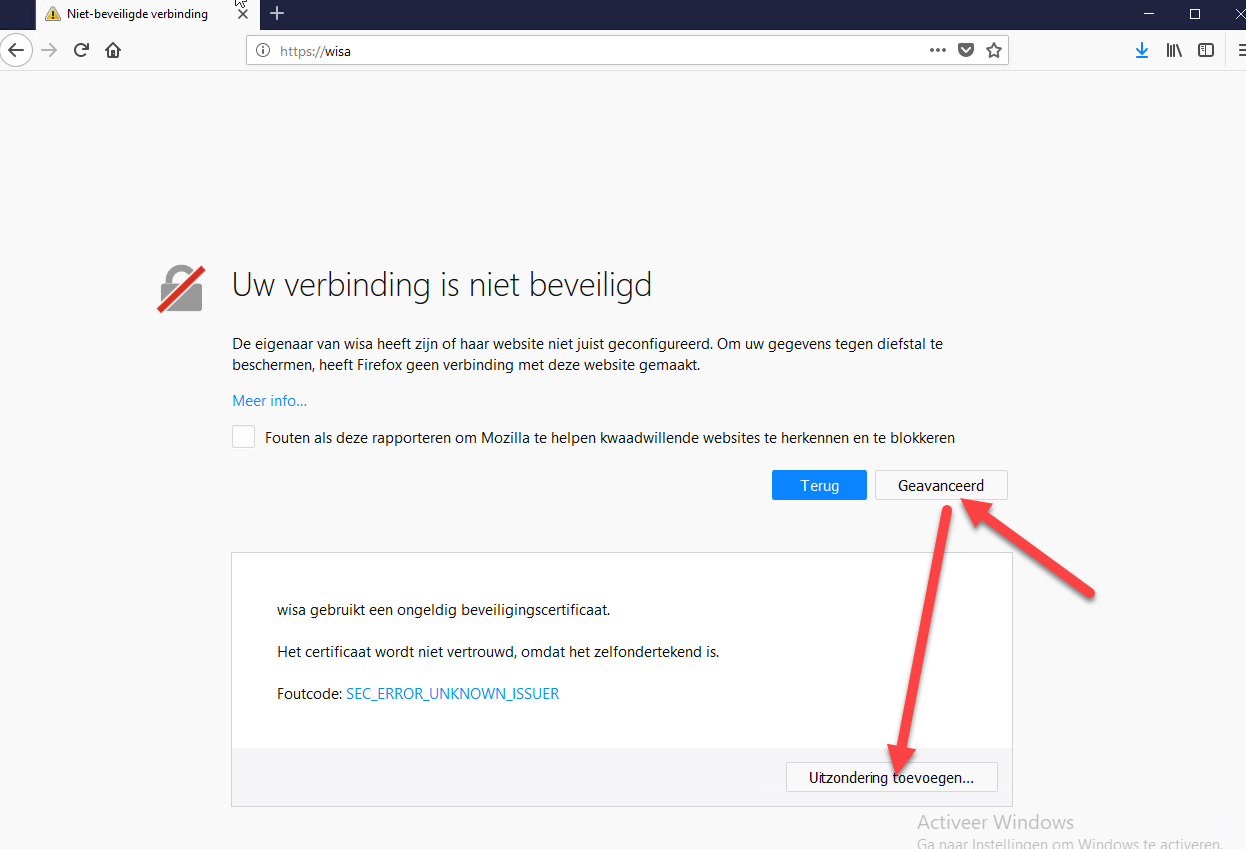 Niet-beveiligde verbinding
https://wisa
Uw verbinding is niet beveiligd
De eigenaar van wisa heeft zijn of haar website niet juist geconfigureerd. Om uw gegevens tegen diefstal te
beschermen, heeft Firefox geen verbinding met deze website gemaakt.
Meer info...
Fouten als deze rapporteren om Mozilla te helpen kwaadwillende websites te herkennen en te blokkeren
Terug
Geavanceerd
wisa gebruikt een ongeldig beveiligingscertificaat.
Het certificaat wordt niet vertrouwd, omdat het zelfondertekend is.
Foutcode: SEC_ERROR_UNKNOWN_ISSUER
Uitzondering toevoegen...
Activeer Windows
Ga naar Instellingen om Windows te activeren.